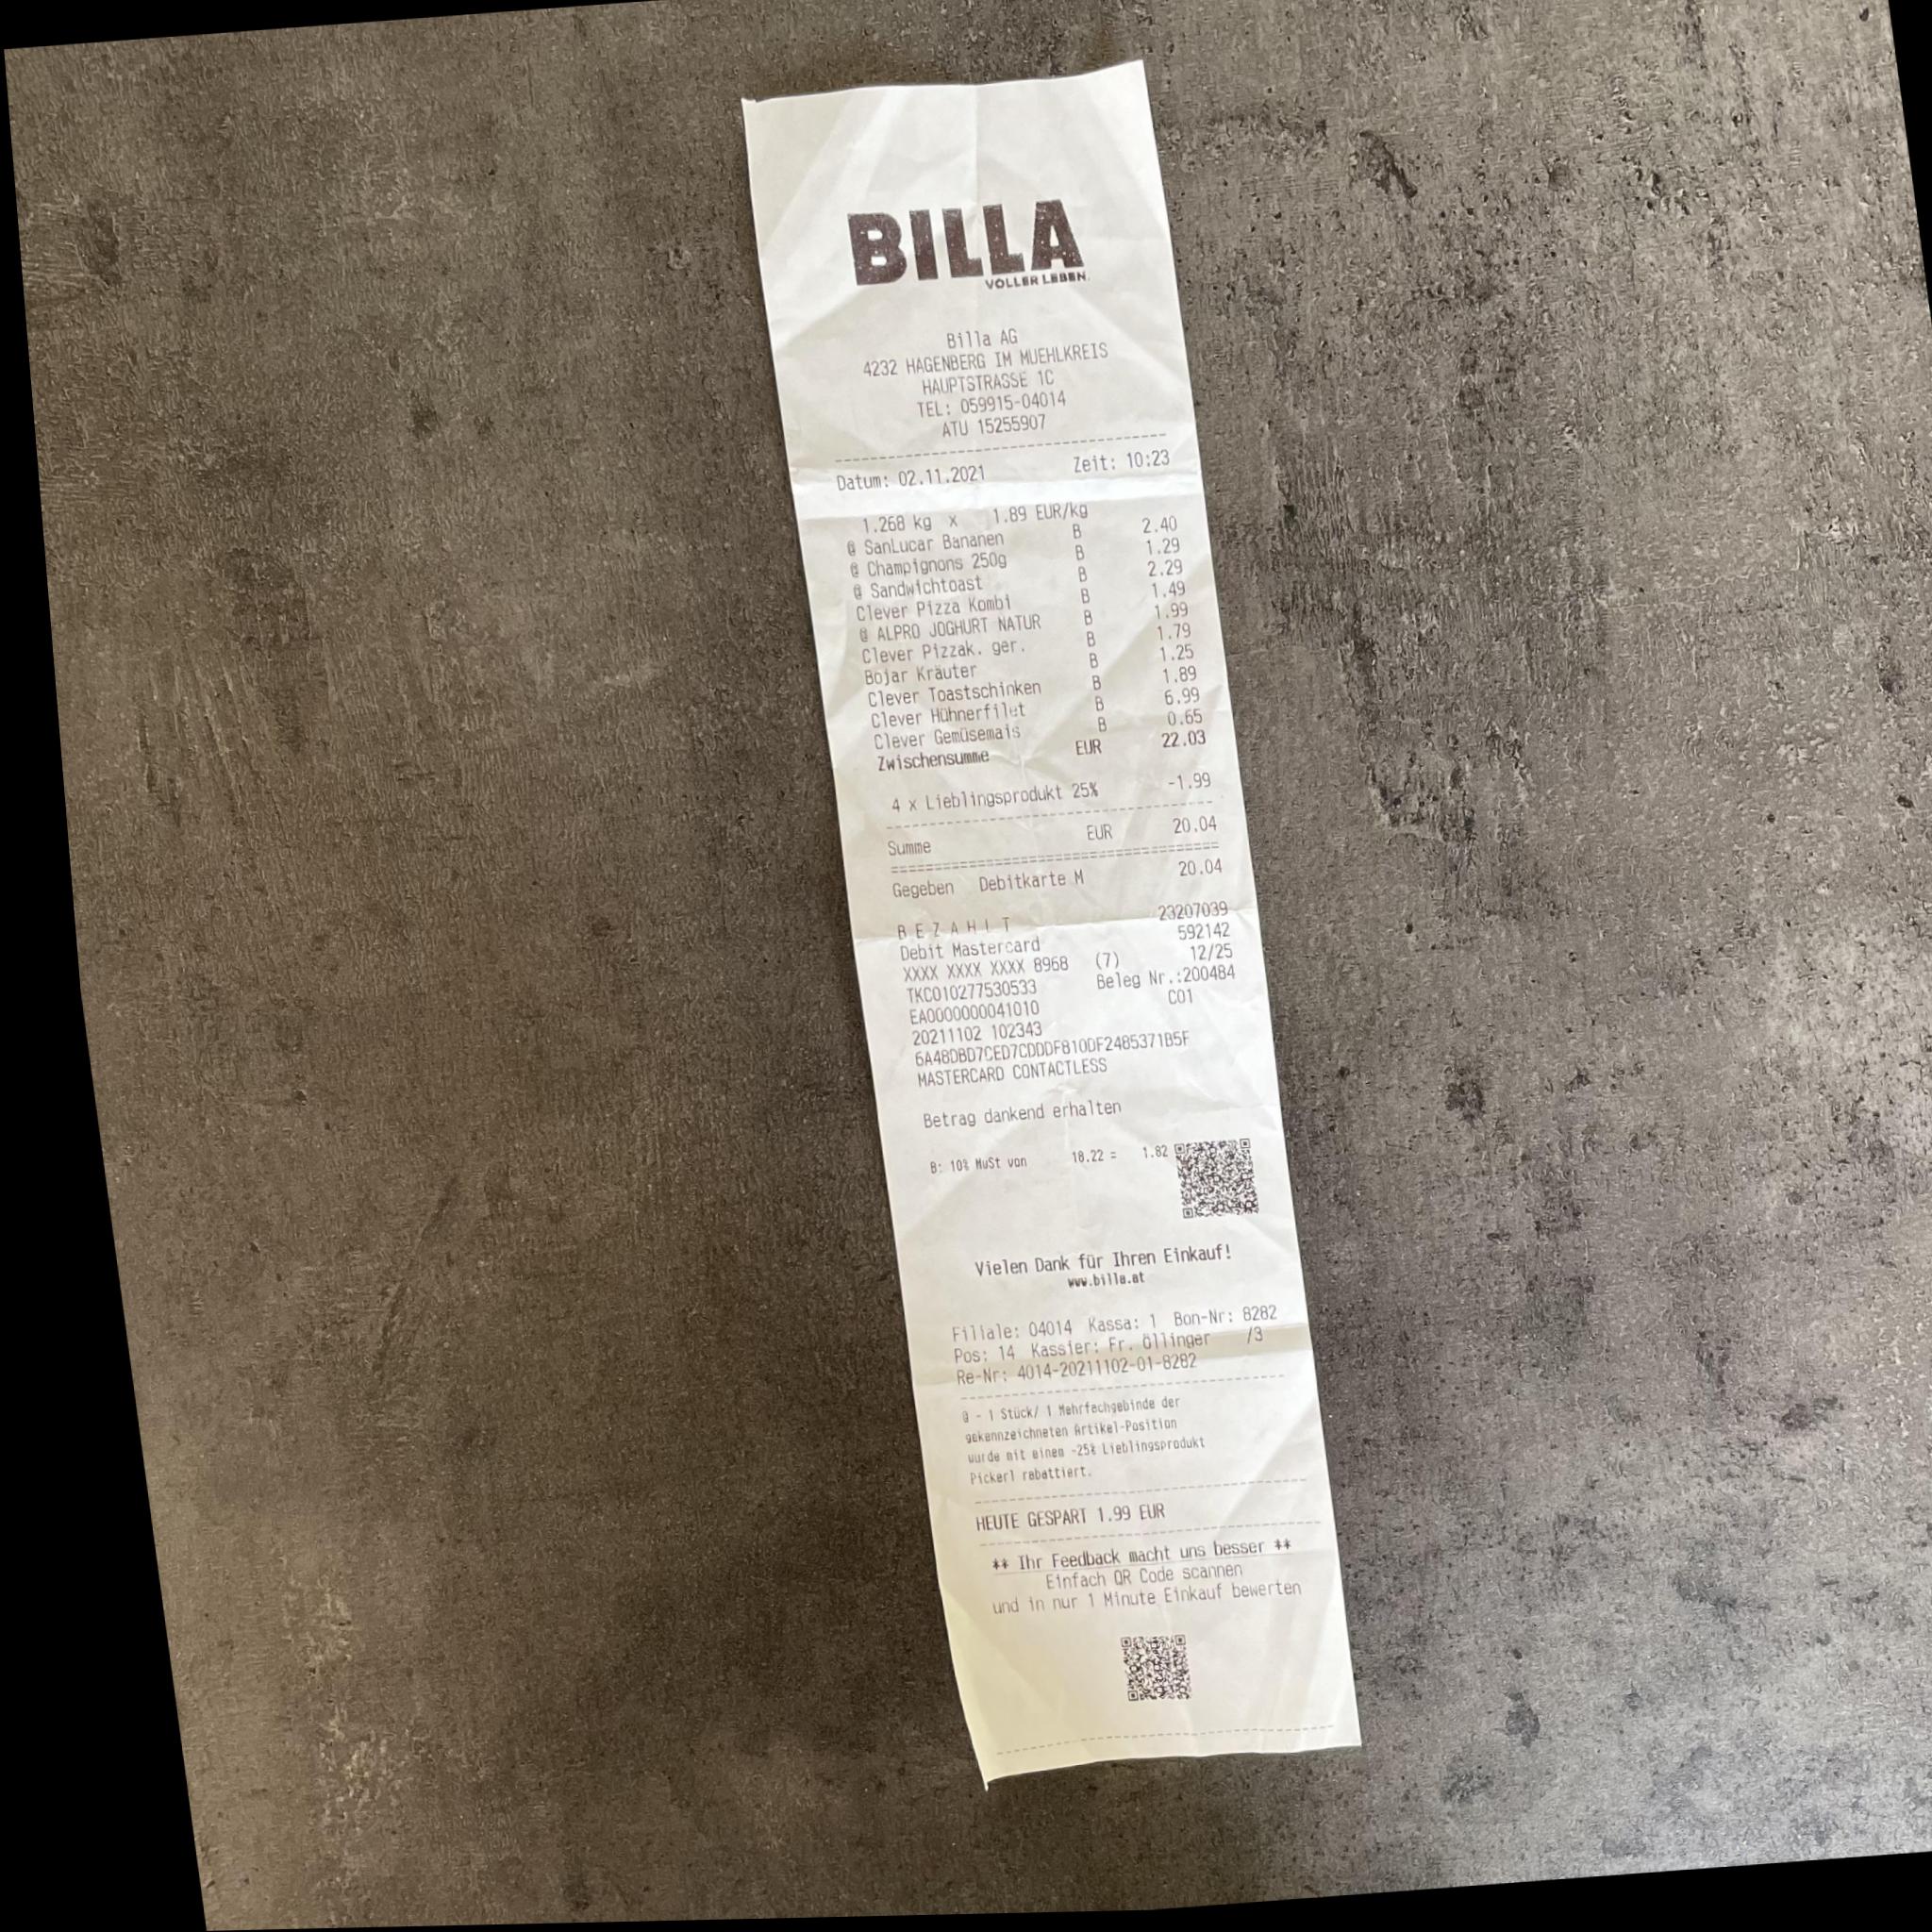 BILLA
VOLLER LEBEN.
Billa AG
4232 HAGENBERG IM MUEHLKREIS
HAUPTSTRASSE 1C
TEL: 059915-04014
ATU 15255907
Datum: 02.11.2021 Zeit: 10:23
1.268 kg x 1.89 EUR/kg
@ SanLucar Bananen B 2.40
@ Champignons 250g B 1.29
@ Sandwichtoast B 2.29
Clever Pizza Kombi B 1.49
@ ALPRO JOGHURT NATUR B 1.99
Clever Pizzak. ger. B 1.79
Bojar Kräuter B 1.25
Clever Toastschinken B 1.89
Clever Hühnerfilet B 6.99
Clever Gemüsemais B 0.65
Zwischensumme EUR 22.03
4 x Lieblingsprodukt 25% -1.99
Summe EUR 20.04
Gegeben Debitkarte M 20.04
B E Z A H L T 23207039
Debit Mastercard 592142
XXXX XXXX XXXX 8968 (7) 12/25
TKC010277530533 Beleg Nr.:200484
EA0000000041010 C01
20211102 102343
6A48DBD7CED7CDDDFB10DF2485371B5F
MASTERCARD CONTACTLESS
Betrag dankend erhalten
B: 10% MwSt von 18.22 = 1.82
Vielen Dank für Ihren Einkauf!
www.billa.at
Filiale: 04014 Kassa: 1 Bon-Nr: 8282
Pos: 14 Kassier: Fr. Öllinger /3
Re-Nr: 4014-20211102-01-8282
@ - 1 Stück/ 1 Mehrfachgebinde der
gekennzeichneten Artikel-Position
wurde mit einem -25% Lieblingsprodukt
Pickerl rabattiert.
HEUTE GESPART 1.99 EUR
** Ihr Feedback macht uns besser **
Einfach QR Code scannen
und in nur 1 Minute Einkauf bewerten